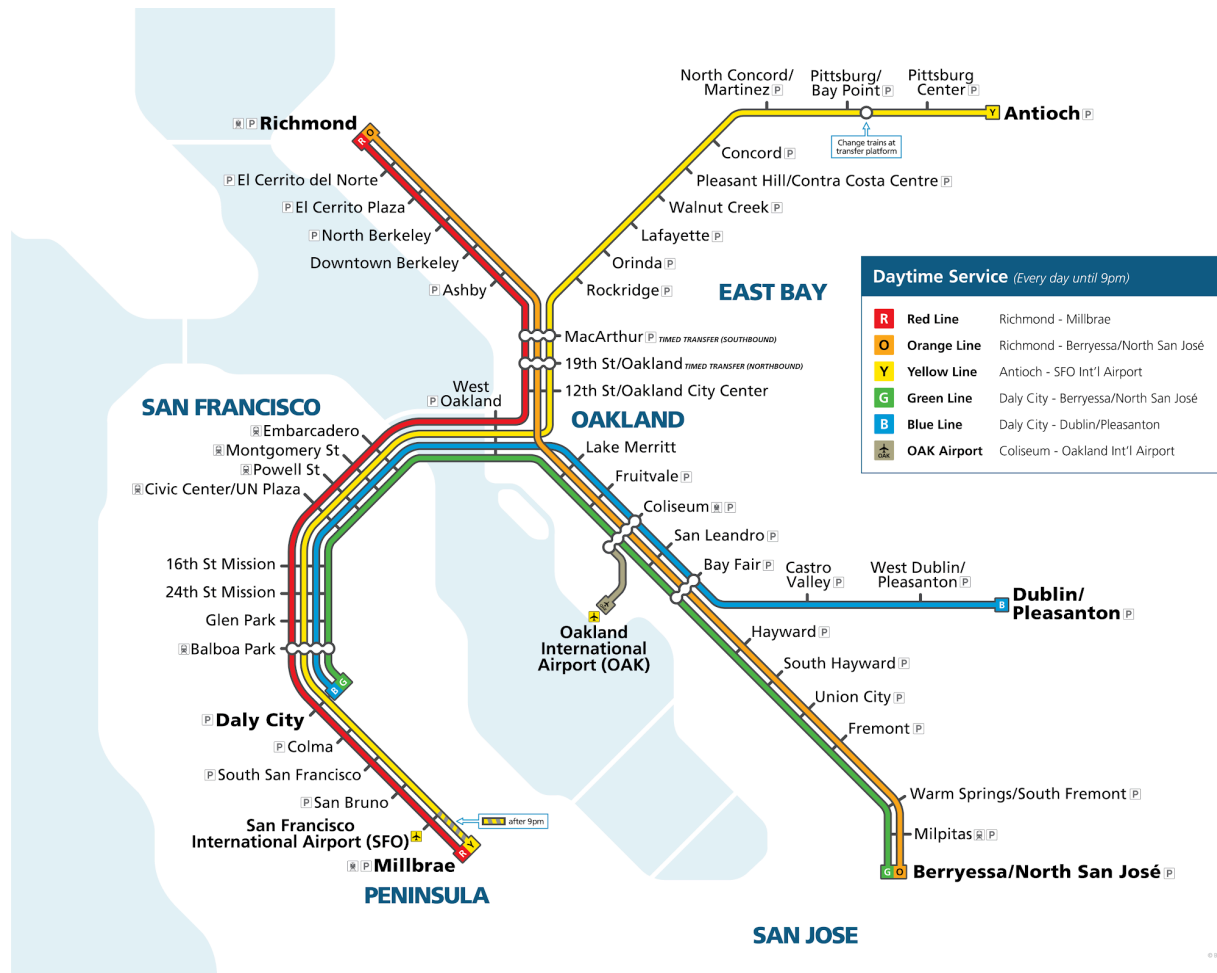 North Concord/
Martinez P
Pittsburg/
Bay Point P
Pittsburg
Center P
Y Antioch P
Change trains at
transfer platform
P Richmond
R O
P El Cerrito del Norte
P El Cerrito Plaza
P North Berkeley
Downtown Berkeley
P Ashby
Concord P
Pleasant Hill/Contra Costa Centre P
Walnut Creek P
Lafayette P
Orinda P
Rockridge P
EAST BAY
Daytime Service (Every day until 9pm)
R Red Line Richmond - Millbrae
O Orange Line Richmond - Berryessa/North San José
Y Yellow Line Antioch - SFO Int'l Airport
G Green Line Daly City - Berryessa/North San José
B Blue Line Daly City - Dublin/Pleasanton
OAK OAK Airport Coliseum - Oakland Int'l Airport
MacArthur P TIMED TRANSFER (SOUTHBOUND)
19th St/Oakland TIMED TRANSFER (NORTHBOUND)
12th St/Oakland City Center
West
P Oakland
SAN FRANCISCO
OAKLAND
Embarcadero
Montgomery St
Powell St
Civic Center/UN Plaza
Lake Merritt
Fruitvale P
Coliseum P
San Leandro P
Bay Fair P
Castro
Valley P
West Dublin/
Pleasanton P
B Dublin/
Pleasanton P
16th St Mission
24th St Mission
Glen Park
Balboa Park
B G
Oakland
International
Airport (OAK)
Hayward P
South Hayward P
Union City P
Fremont P
P Daly City
P Colma
P South San Francisco
P San Bruno
San Francisco
International Airport (SFO)
after 9pm
P Millbrae
R Y
PENINSULA
Warm Springs/South Fremont P
Milpitas P
G O Berryessa/North San José P
SAN JOSE